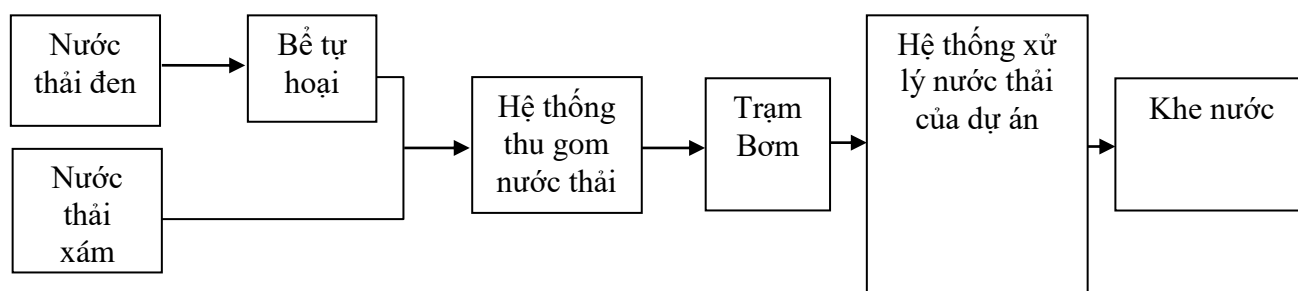 Nước
thải đen
Bể tự
hoại
Nước
thải
xám
Hệ thống
thu gom
nước thải
Trạm
Bơm
Hệ thống xử
lý nước thải
của dự án
Khe nước